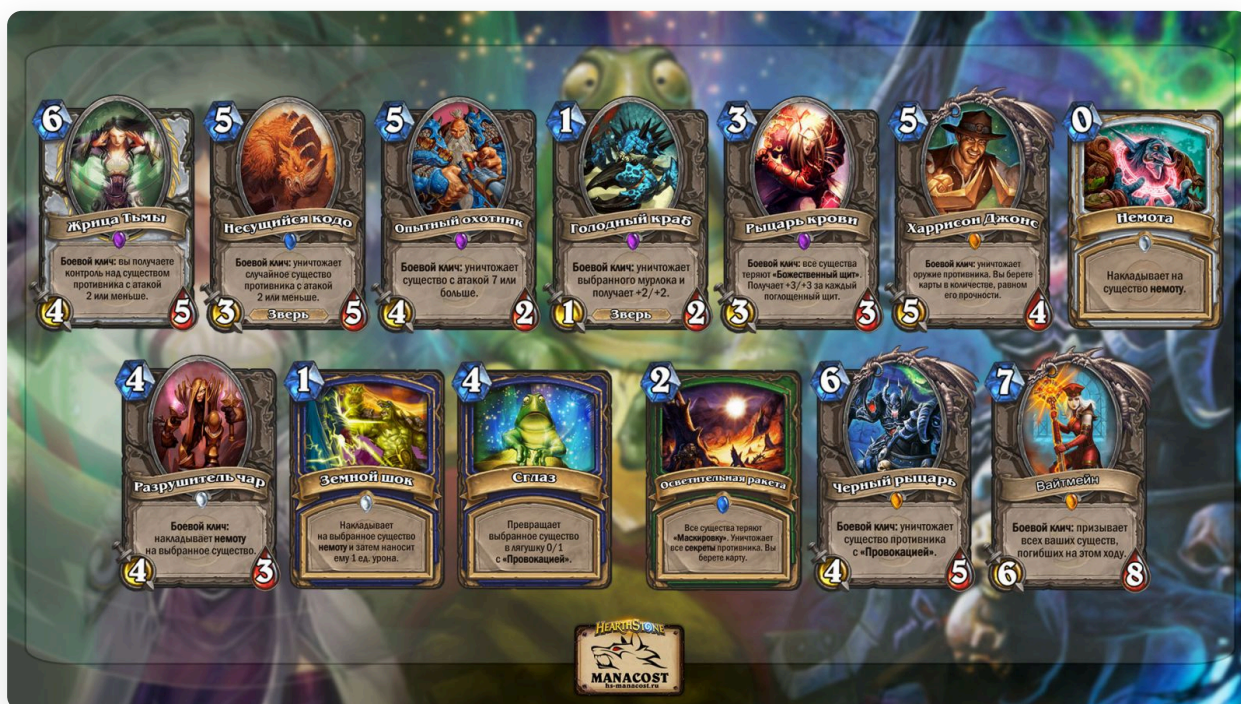 6
Жрица Тьмы
Боевой клич: вы получаете
контроль над существом
противника с атакой
2 или меньше.
4
5
5
Несущийся кодо
Боевой клич: уничтожает
случайное существо
противника с атакой
2 или меньше.
3
Зверь
5
5
Опытный охотник
Боевой клич: уничтожает
существо с атакой 7 или
больше.
4
2
1
Голодный краб
Боевой клич: уничтожает
выбранного мурлока и
получает +2/+2.
1
Зверь
2
3
Рыцарь крови
Боевой клич: все существа
теряют «Божественный щит».
Получает +3/+3 за каждый
поглощенный щит.
3
3
5
Харрисон Джонс
Боевой клич: уничтожает
оружие противника. Вы берете
карты в количестве, равном
его прочности.
5
4
0
Немота
Накладывает на
существо немоту.
4
Разрушитель чар
Боевой клич:
накладывает немоту
на выбранное существо.
4
3
1
Земной шок
Накладывает
на выбранное существо
немоту и затем наносит
ему 1 ед. урона.
4
Сглаз
Превращает
выбранное существо
в лягушку 0/1
с «Провокацией».
2
Осветительная ракета
Все существа теряют
«Маскировку». Уничтожает
все секреты противника. Вы
берете карту.
6
Черный рыцарь
Боевой клич: уничтожает
существо противника
с «Провокацией».
4
5
7
Вайтмейн
Боевой клич: призывает
всех ваших существ,
погибших на этом ходу.
6
8
HEARTHSTONE
MANACOST
hs-manacost.ru